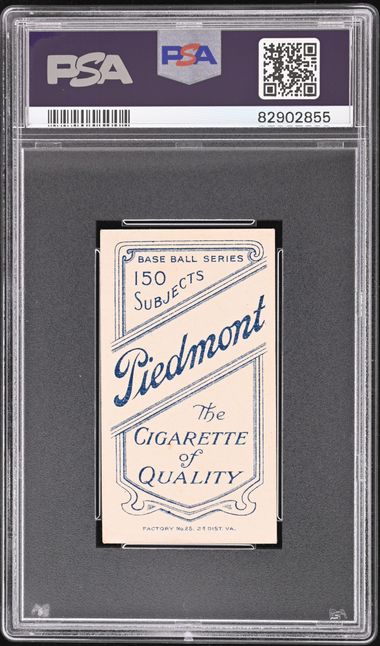 PSA
PSA
82902855
BASE BALL SERIES
150
SUBJECTS
Piedmont
The
CIGARETTE
of
QUALITY
FACTORY No. 25. 2d DIST. VA.